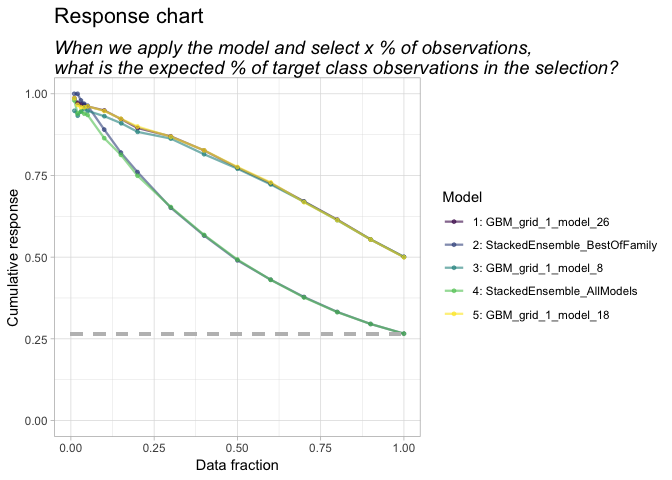 Response chart
When we apply the model and select x % of observations,
what is the expected % of target class observations in the selection?
1.00
0.75
0.50
0.25
0.00
Cumulative response
0.00
0.25
0.50
0.75
1.00
Data fraction
Model
1: GBM_grid_1_model_26
2: StackedEnsemble_BestOfFamily
3: GBM_grid_1_model_8
4: StackedEnsemble_AllModels
5: GBM_grid_1_model_18